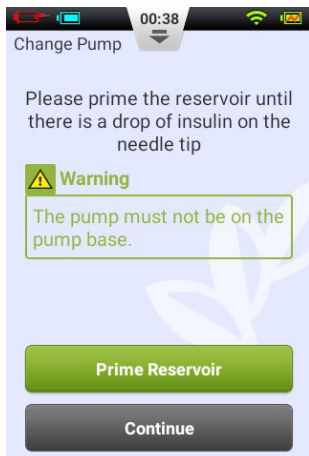 00:38
Change Pump
Please prime the reservoir until
there is a drop of insulin on the
needle tip
Warning
The pump must not be on the
pump base.
Prime Reservoir
Continue